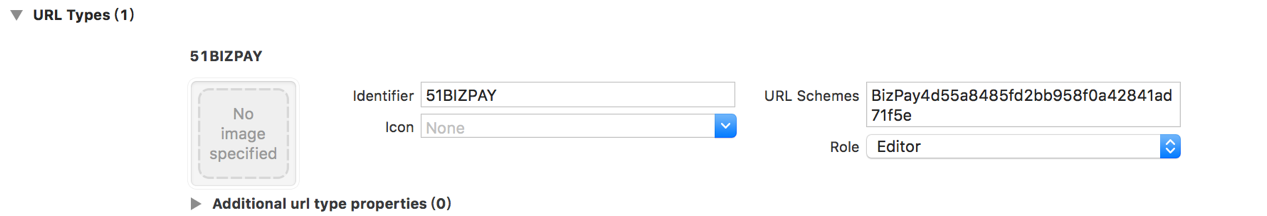 URL Types (1)
51BIZPAY
No
image
specified
Identifier 51BIZPAY
Icon None
URL Schemes BizPay4d55a8485fd2bb958f0a42841ad
71f5e
Role Editor
Additional url type properties (0)